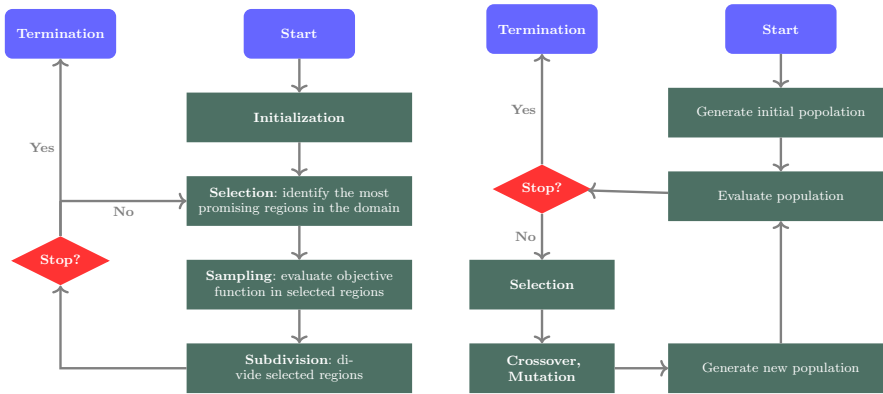 Termination
Start
Initialization
Yes
Selection: identify the most
promising regions in the domain
No
Stop?
Sampling: evaluate objective
function in selected regions
Subdivision: di-
vide selected regions
Termination
Start
Generate initial popolation
Yes
Stop?
Evaluate population
No
Selection
Crossover,
Mutation
Generate new population